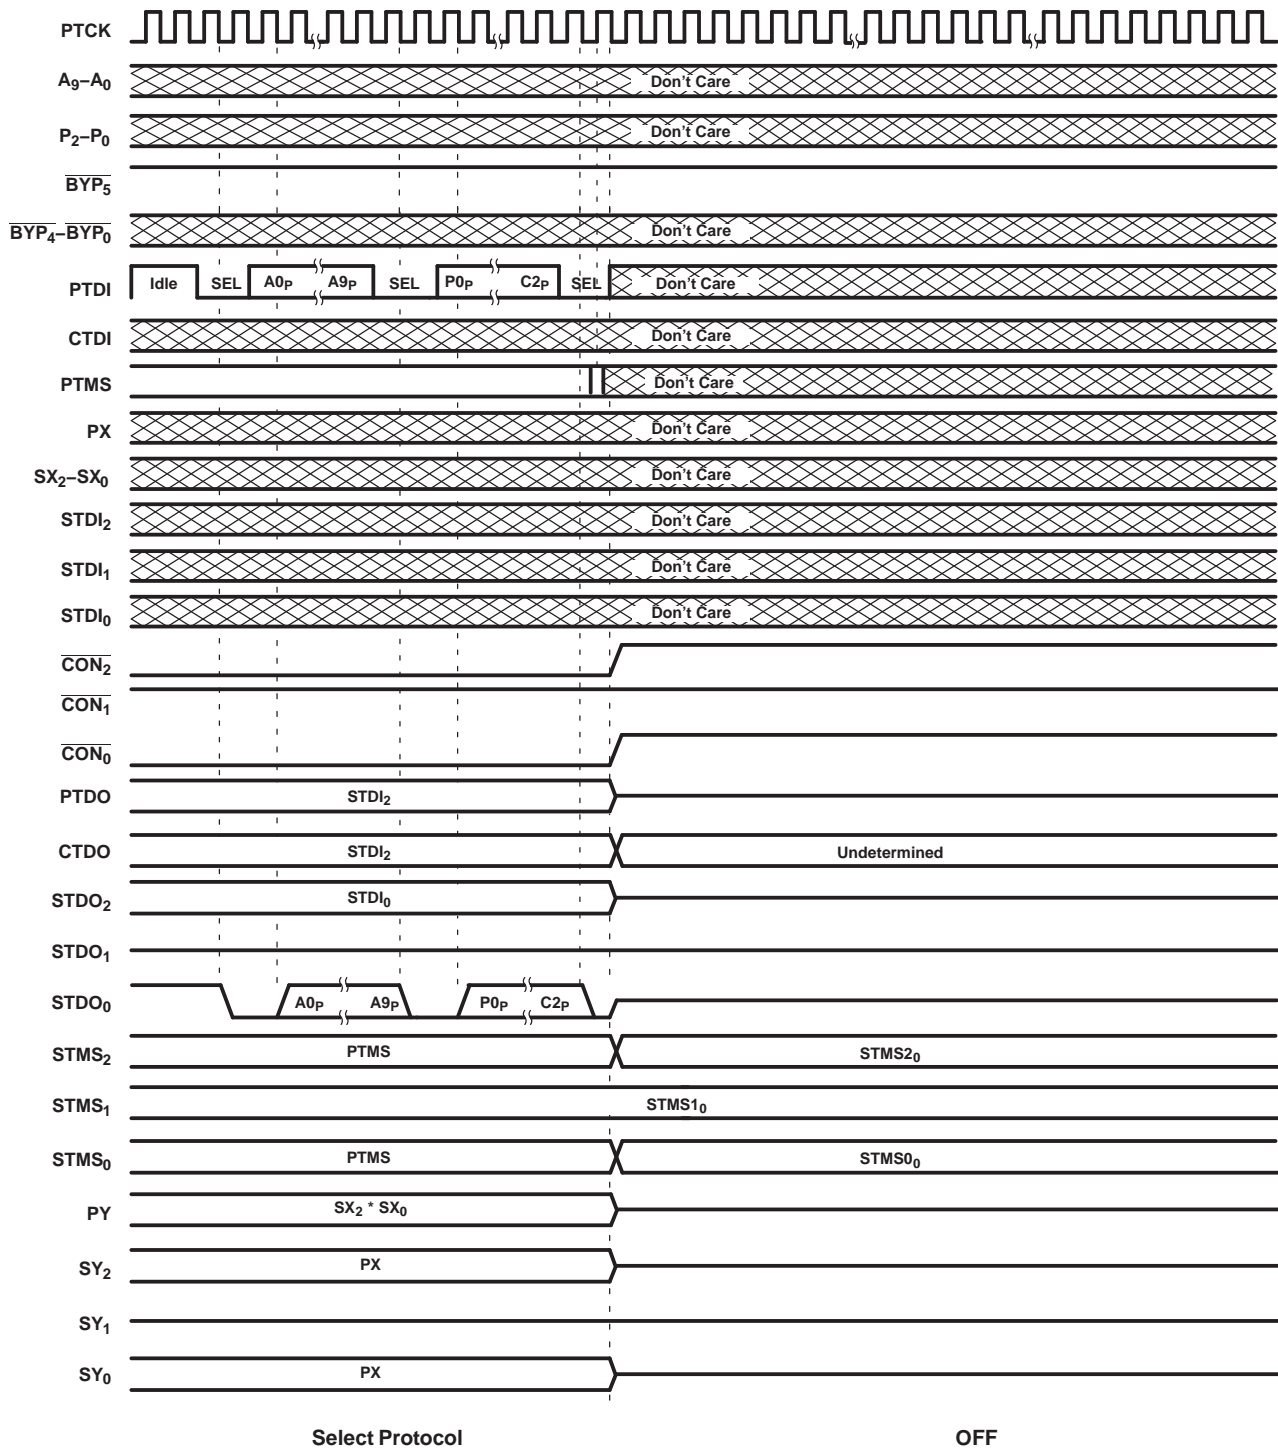 PTCK
A9–A0 Don't Care
P2–P0 Don't Care
BYP5
BYP4–BYP0 Don't Care
PTDI Idle SEL A0P A9P SEL P0P C2P SEL Don't Care
CTDI Don't Care
PTMS Don't Care
PX Don't Care
SX2–SX0 Don't Care
STDI2 Don't Care
STDI1 Don't Care
STDI0 Don't Care
CON2
CON1
CON0
PTDO STDI2
CTDO STDI2 Undetermined
STDO2 STDI0
STDO1
STDO0 A0P A9P P0P C2P
STMS2 PTMS STMS20
STMS1 STMS10
STMS0 PTMS STMS00
PY SX2 * SX0
SY2 PX
SY1
SY0 PX
Select Protocol OFF